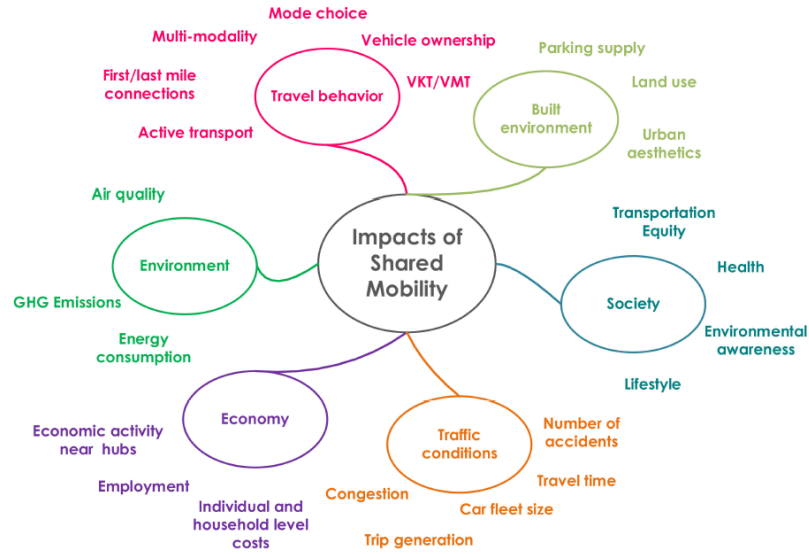 Impacts of
Shared
Mobility
Travel behavior
Mode choice
Multi-modality
Vehicle ownership
First/last mile
connections
VKT/VMT
Active transport
Built
environment
Parking supply
Land use
Urban
aesthetics
Society
Transportation
Equity
Health
Environmental
awareness
Lifestyle
Traffic
conditions
Number of
accidents
Travel time
Car fleet size
Congestion
Trip generation
Economy
Economic activity
near hubs
Employment
Individual and
household level
costs
Environment
Air quality
GHG Emissions
Energy
consumption